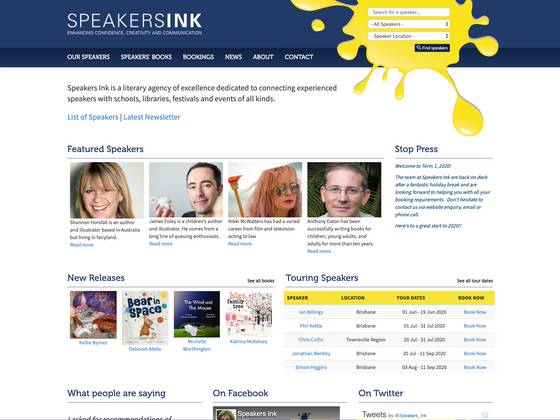 SPEAKERSINK
ENHANCING CONFIDENCE, CREATIVITY AND COMMUNICATION
Search for a speaker...
- All Speakers -
- Speaker Location -
Find speakers
OUR SPEAKERS SPEAKERS' BOOKS BOOKINGS NEWS ABOUT CONTACT
Speakers Ink is a literary agency of excellence dedicated to connecting experienced
speakers with schools, libraries, festivals and events of all kinds.
List of Speakers | Latest Newsletter
Featured Speakers
Shannon Horsfall is an author
and illustrator based in Australia
but living in fairyland.
Read more
James Foley is a children's author
and illustrator. He comes from a
long line of queuing enthusiasts.
Read more
Nikki McWatters has had a varied
career from film and television
acting to law
Read more
Anthony Eaton has been
successfully writing books for
children, young adults, and
adults for more than ten years.
Read more
Stop Press
Welcome to Term 1, 2020!
The team at Speakers Ink are back on deck
after a fantastic holiday break and are
looking forward to helping you with all of your
booking requirements. Don't hesitate to
contact us via website enquiry, email or
phone call.
Here's to a great start to 2020!
New Releases
See all books
Bear in
Space
The Wind and
The Mouse
Isla's
family
tree
Kellie Byrnes
Deborah Abela
Michelle
Worthington
Katrina McKelvey
Touring Speakers
See all tour dates
SPEAKER LOCATION TOUR DATES BOOK NOW
Ian Billings Brisbane 01 Jun - 19 Jun 2020 Book Now
Phil Kettle Brisbane 01 Jul - 31 Jul 2020 Book Now
Chris Collin Townsville Region 20 Jul - 31 Jul 2020 Book Now
Jonathan Bentley Brisbane 20 Jul - 11 Sep 2020 Book Now
Simon Higgins Brisbane 03 Aug - 11 Sep 2020 Book Now
What people are saying
On Facebook
Speakers Ink
On Twitter
Tweets by @Speakers_Ink